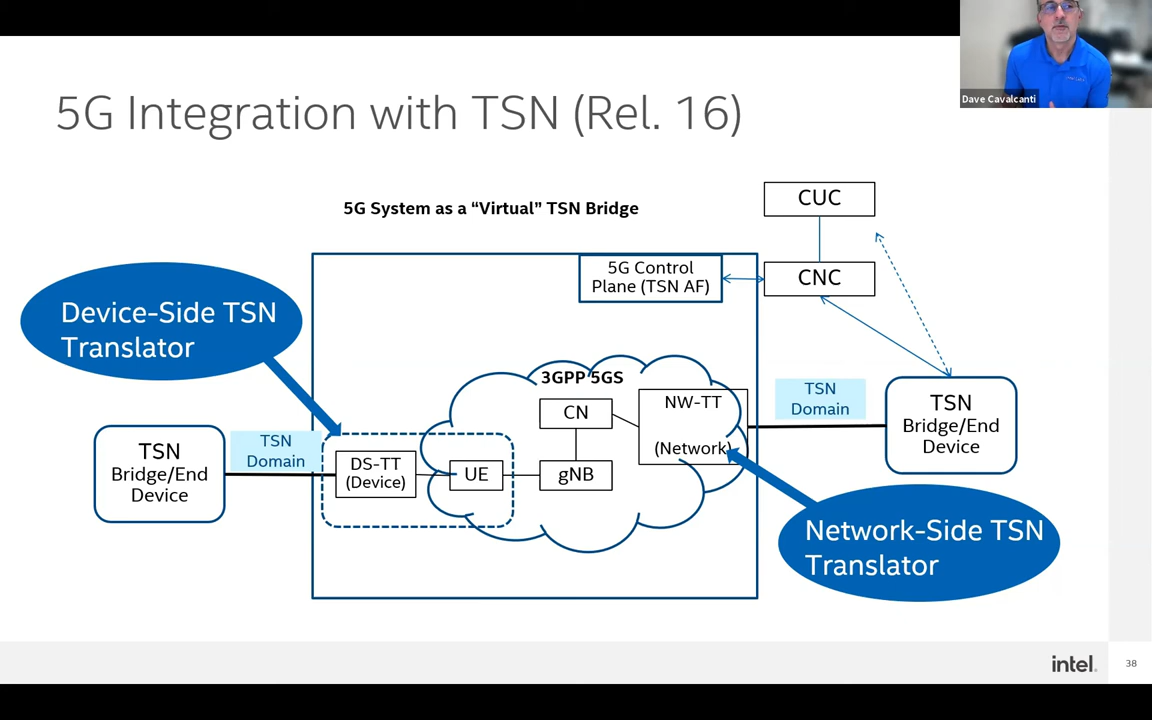 Dave Cavalcanti
5G Integration with TSN (Rel. 16)
5G System as a “Virtual” TSN Bridge
CUC
5G Control
Plane (TSN AF)
CNC
Device-Side TSN
Translator
3GPP 5GS
CN
NW-TT
(Network)
TSN
Domain
TSN
Bridge/End
Device
TSN
Bridge/End
Device
TSN
Domain
DS-TT
(Device)
UE
gNB
Network-Side TSN
Translator
intel.
38